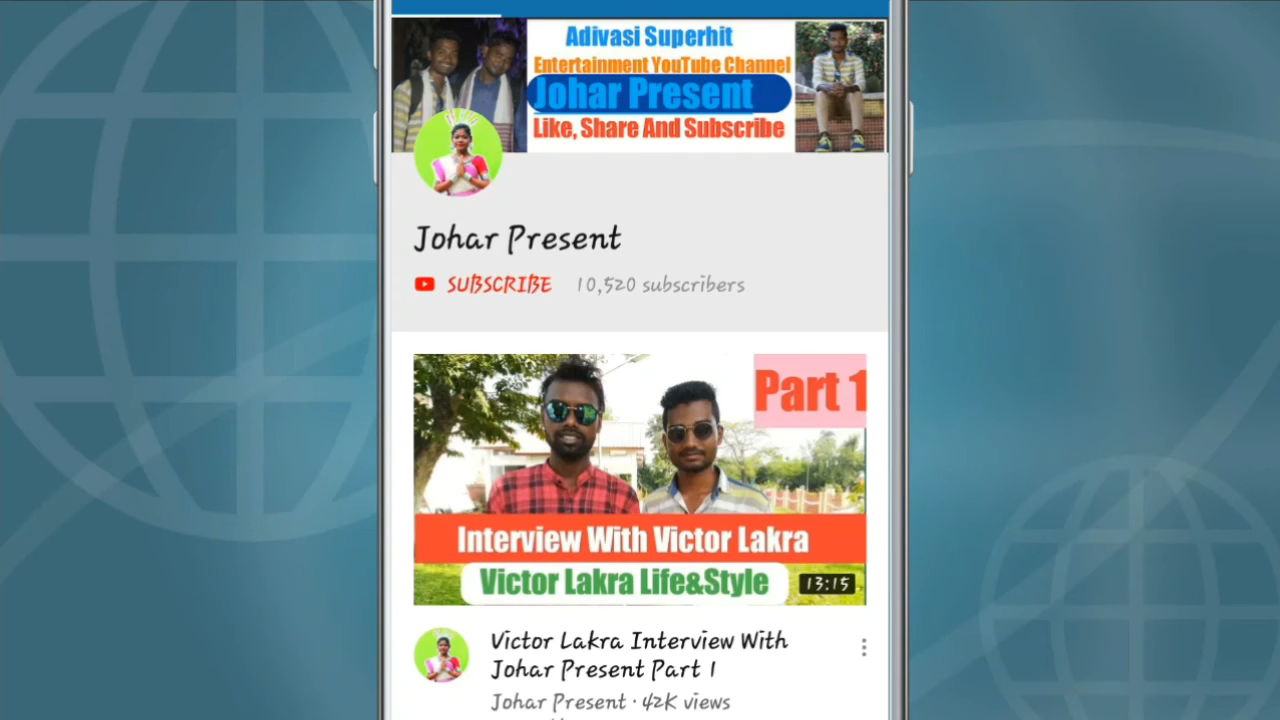 Adivasi Superhit
Entertainment YouTube Channel
Johar Present
Like, Share And Subscribe
Johar Present
SUBSCRIBE 10,520 subscribers
Part 1
Interview With Victor Lakra
Victor Lakra Life&Style
13:15
Victor Lakra Interview With
Johar Present Part 1
Johar Present · 42K views